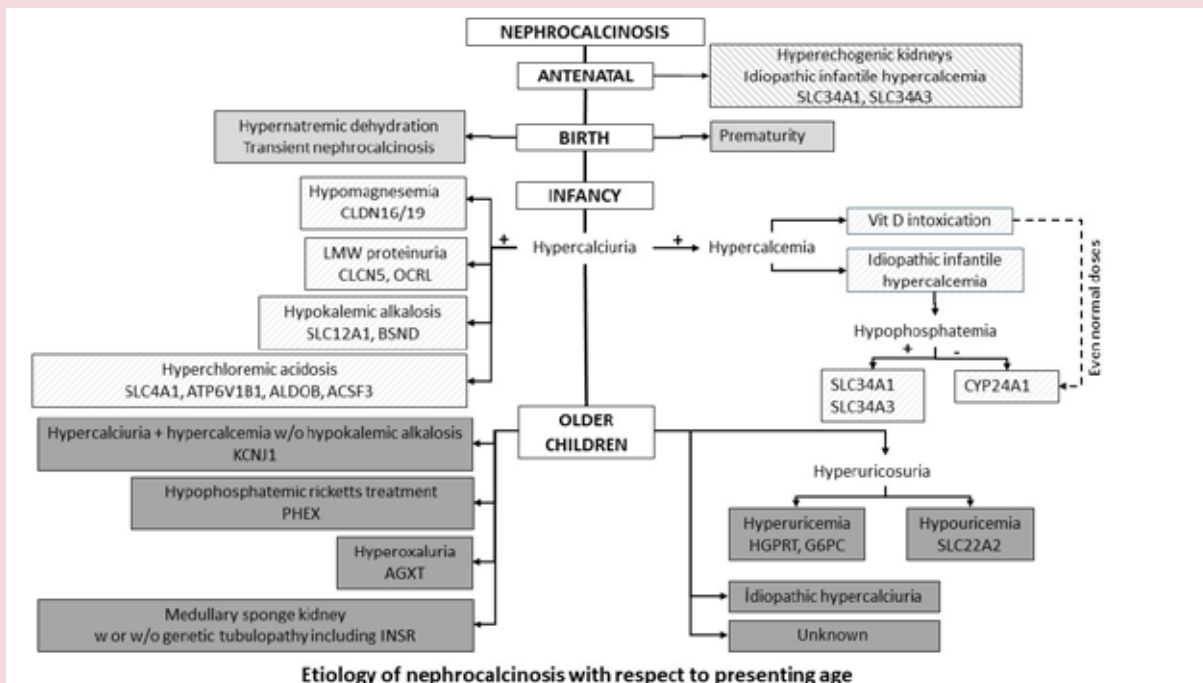 NEPHROCALCINOSIS
ANTENATAL
Hyperechogenic kidneys
Idiopathic infantile hypercalcemia
SLC34A1, SLC34A3
Hypernatremic dehydration
Transient nephrocalcinosis
BIRTH
Prematurity
INFANCY
Hypomagnesemia
CLDN16/19
LMW proteinuria
CLCN5, OCRL
Hypokalemic alkalosis
SLC12A1, BSND
Hyperchloremic acidosis
SLC4A1, ATP6V1B1, ALDOB, ACSF3
+
Hypercalciuria
+
Hypercalcemia
Vit D intoxication
Idiopathic infantile
hypercalcemia
Hypophosphatemia
+
-
SLC34A1
SLC34A3
CYP24A1
Even normal doses
OLDER
CHILDREN
Hypercalciuria + hypercalcemia w/o hypokalemic alkalosis
KCNJ1
Hypophosphatemic ricketts treatment
PHEX
Hyperoxaluria
AGXT
Medullary sponge kidney
w or w/o genetic tubulopathy including INSR
Hyperuricosuria
Hyperuricemia
HGPRT, G6PC
Hypouricemia
SLC22A2
İdiopathic hypercalciuria
Unknown
Etiology of nephrocalcinosis with respect to presenting age